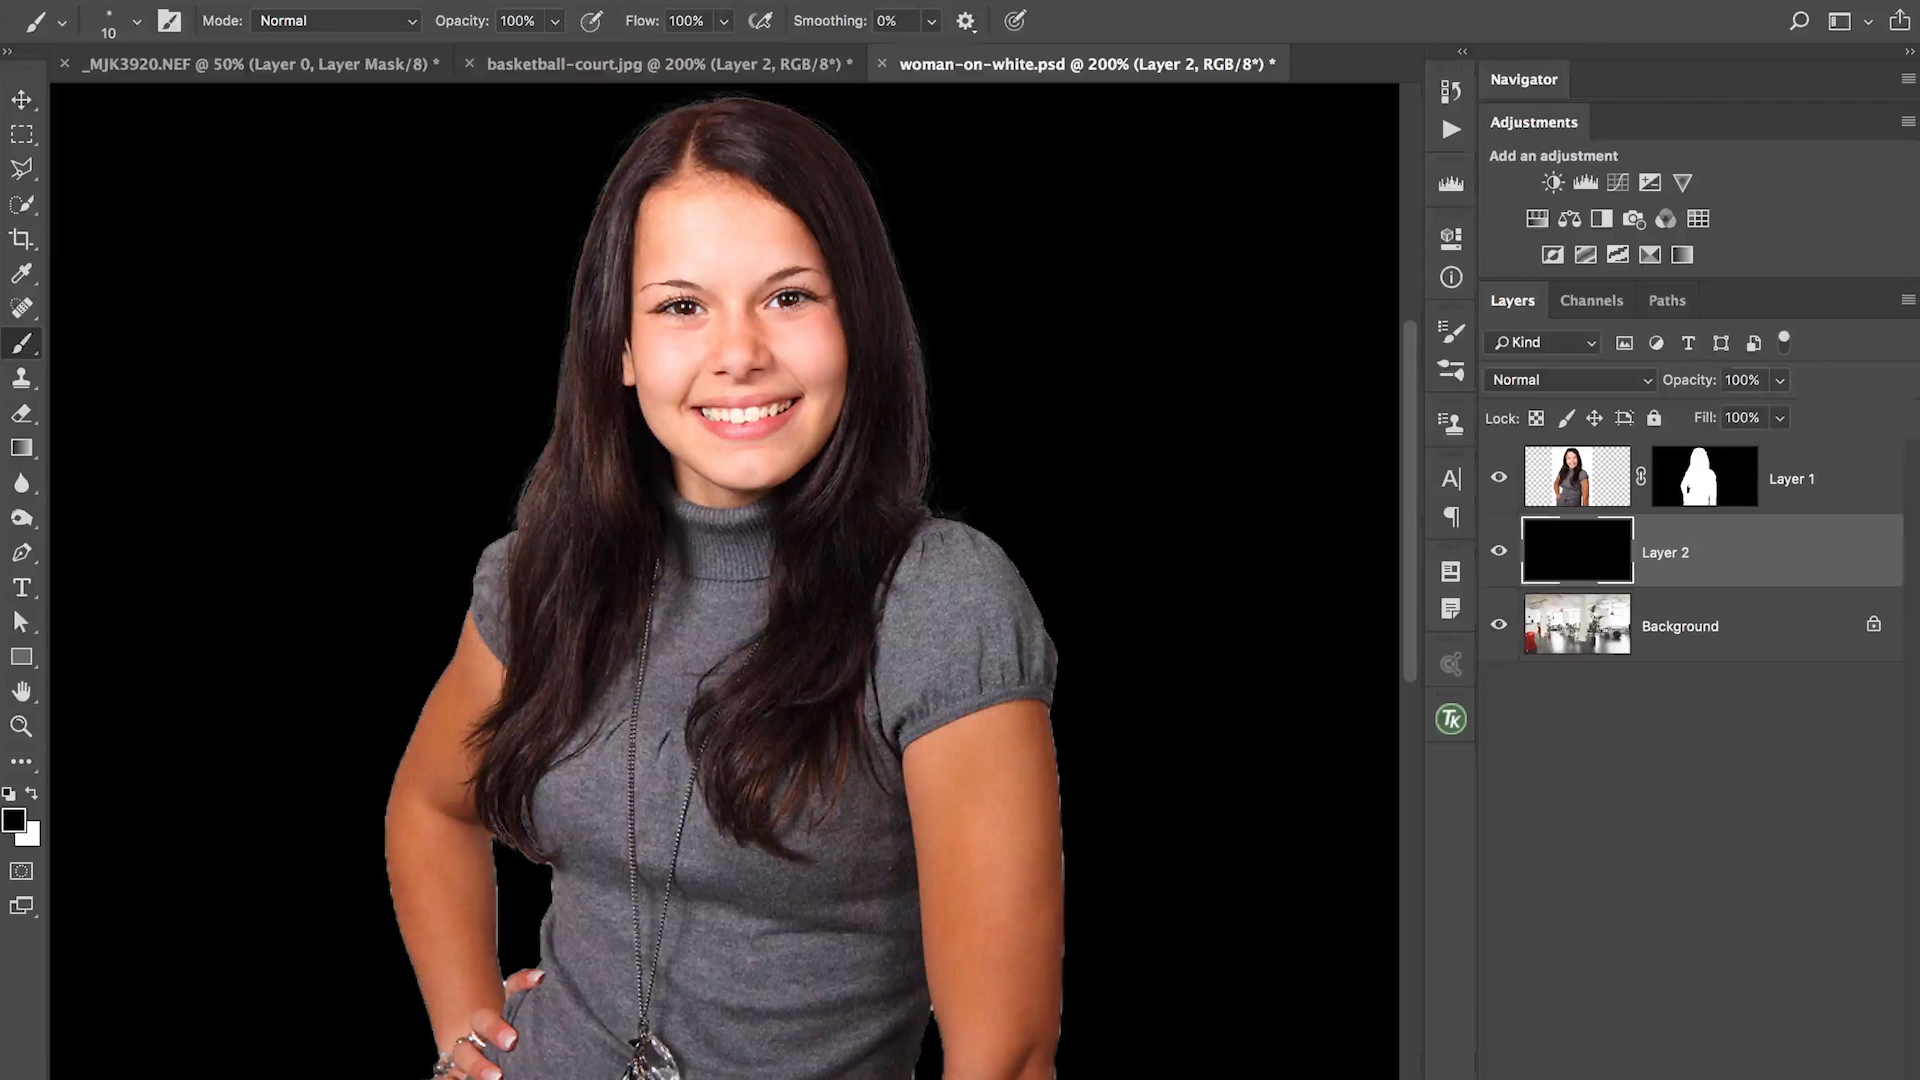 10
Mode: Normal
Opacity: 100%
Flow: 100%
Smoothing: 0%
_MJK3920.NEF @ 50% (Layer 0, Layer Mask/8) *
basketball-court.jpg @ 200% (Layer 2, RGB/8*) *
woman-on-white.psd @ 200% (Layer 2, RGB/8*) *
Navigator
Adjustments
Add an adjustment
Layers
Channels
Paths
Kind
Normal
Opacity: 100%
Lock:
Fill: 100%
Layer 1
Layer 2
Background
TK